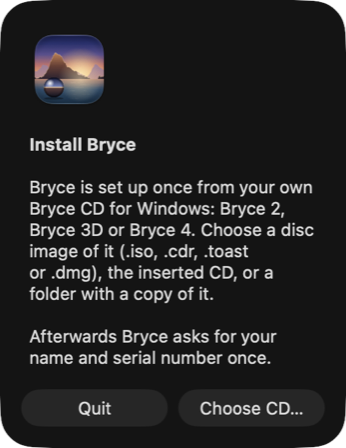 Install Bryce
Bryce is set up once from your own
Bryce CD for Windows: Bryce 2,
Bryce 3D or Bryce 4. Choose a disc
image of it (.iso, .cdr, .toast
or .dmg), the inserted CD, or a
folder with a copy of it.
Afterwards Bryce asks for your
name and serial number once.
Quit
Choose CD...